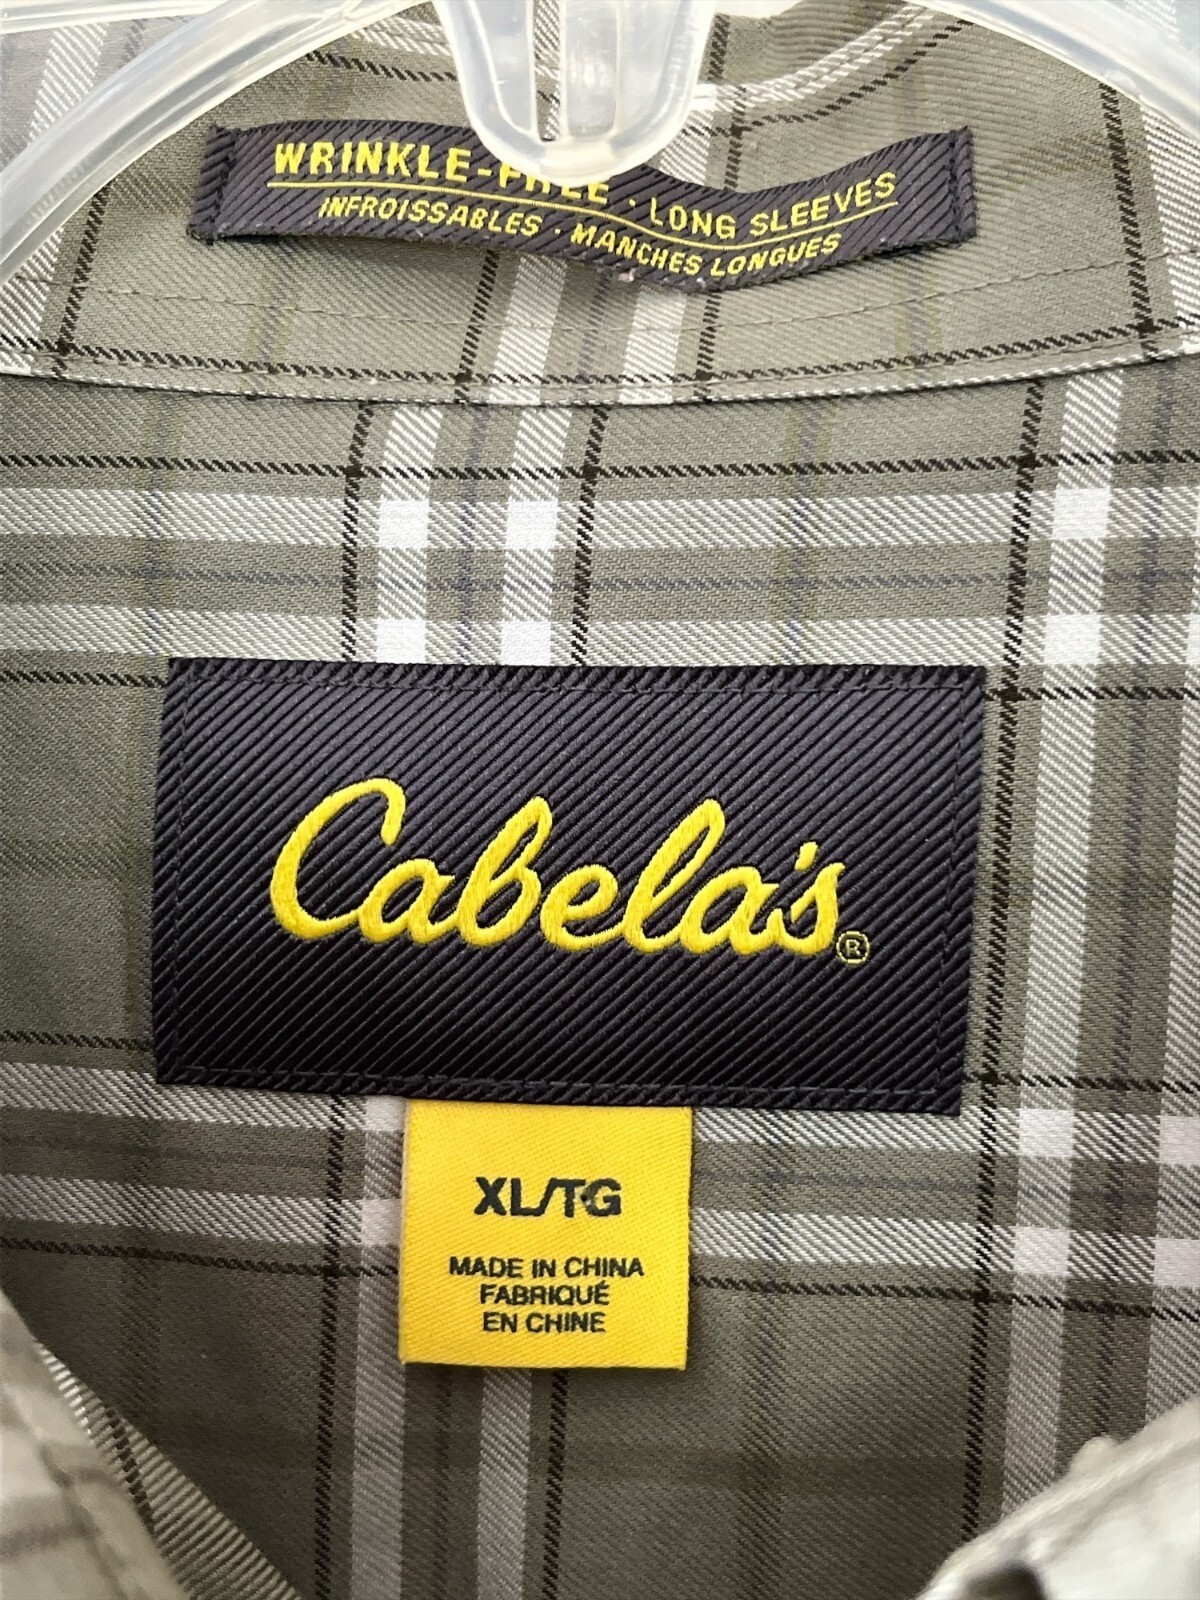 WRINKLE-FREE · LONG SLEEVES
INFROISSABLES · MANCHES LONGUES
Cabela's®
XL/TG
MADE IN CHINA
FABRIQUÉ
EN CHINE